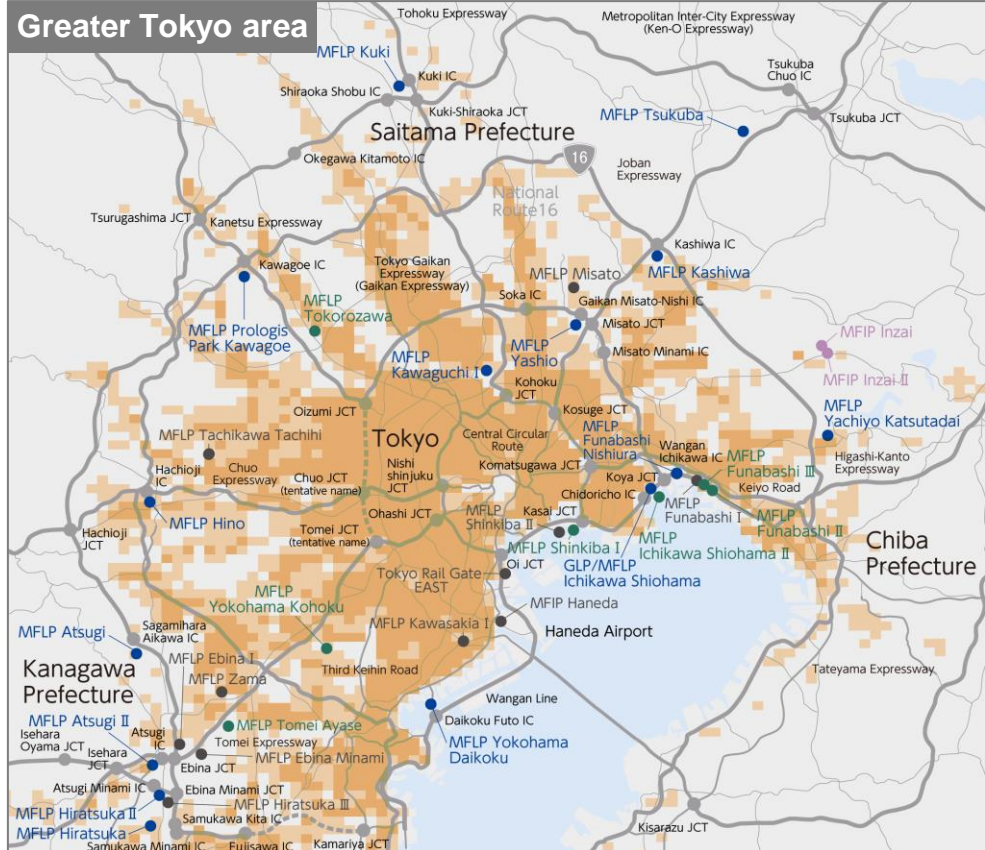 Greater Tokyo area
Tohoku Expressway
Metropolitan Inter-City Expressway
(Ken-O Expressway)
MFLP Kuki
Kuki IC
Tsukuba
Chuo IC
Shiraoka Shobu IC
Kuki-Shiraoka JCT
MFLP Tsukuba
Tsukuba JCT
Saitama Prefecture
Okegawa Kitamoto IC
16
Joban
Expressway
National
Route16
Tsurugashima JCT
Kanetsu Expressway
Kashiwa IC
Kawagoe IC
Tokyo Gaikan
Expressway
(Gaikan Expressway)
MFLP Misato
MFLP Kashiwa
Soka IC
Gaikan Misato-Nishi IC
MFLP
Tokorozawa
MFLP Prologis
Park Kawagoe
MFLP
Yashio
Misato JCT
MFIP Inzai
Misato Minami IC
MFLP
Kawaguchi I
MFIP Inzai II
Kohoku
JCT
Oizumi JCT
Kosuge JCT
MFLP
Yachiyo Katsutadai
MFLP Tachikawa Tachihi
Tokyo
Central Circular
Route
MFLP
Funabashi
Nishiura
Wangan
Ichikawa IC
Higashi-Kanto
Expressway
Hachioji
IC
Chuo
Expressway
Chuo JCT
(tentative name)
Nishi
shinjuku
JCT
Komatsugawa JCT
Koya JCT
MFLP
Funabashi III
Keiyo Road
Chidoricho IC
MFLP Hino
Ohashi JCT
MFLP
Shinkiba II
Kasai JCT
MFLP
Funabashi I
MFLP
Funabashi II
Hachioji
JCT
Tomei JCT
(tentative name)
MFLP Shinkiba I
MFLP
Ichikawa Shiohama II
Chiba
Prefecture
Oi JCT
GLP/MFLP
Ichikawa Shiohama
Tokyo Rail Gate
EAST
MFLP
Yokohama Kohoku
MFIP Haneda
Sagamihara
Aikawa IC
MFLP Kawasakia I
Haneda Airport
MFLP Atsugi
MFLP Ebina I
Kanagawa
Prefecture
MFLP Zama
Third Keihin Road
Tateyama Expressway
Wangan Line
MFLP Atsugi II
Atsugi
IC
MFLP Tomei Ayase
Daikoku Futo IC
Isehara
Oyama JCT
Tomei Expressway
MFLP Yokohama
Daikoku
Isehara
JCT
Ebina JCT
MFLP Ebina Minami
Atsugi Minami IC
Ebina Minami JCT
MFLP Hiratsuka II
MFLP Hiratsuka III
Samukawa Kita IC
MFLP Hiratsuka
Kisarazu JCT
Samukawa Minami IC
Fujisawa IC
Kamariya JCT